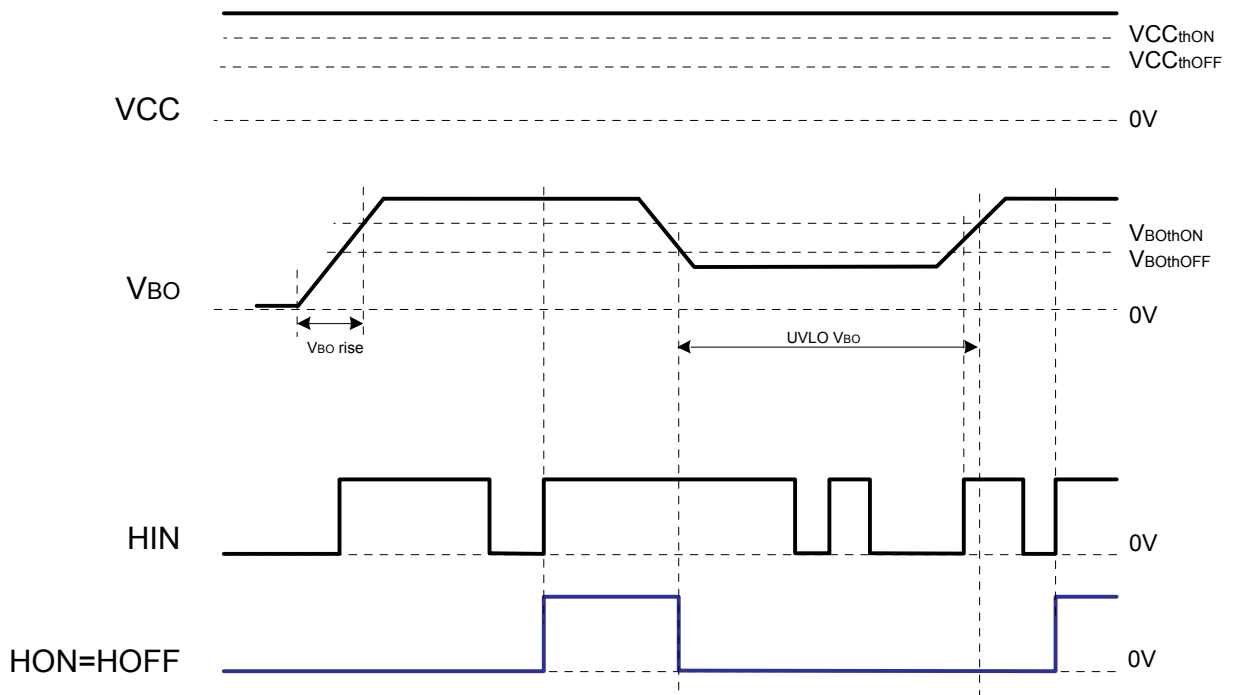 VCCthON
VCCthOFF
VCC
0V
VBOthON
VBOthOFF
VBO
0V
VBO rise
UVLO VBO
HIN
0V
HON=HOFF
0V